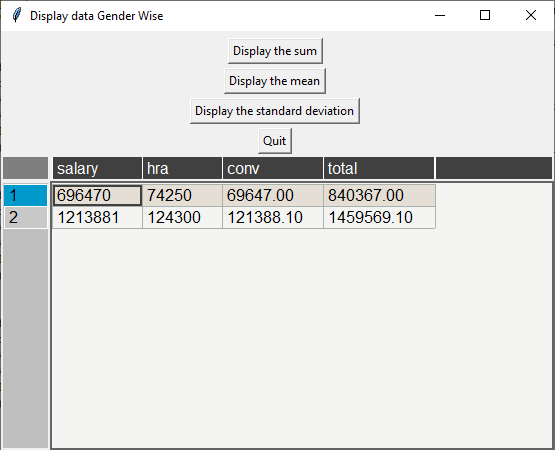 Display data Gender Wise
Display the sum
Display the mean
Display the standard deviation
Quit
salary hra conv total
1 696470 74250 69647.00 840367.00
2 1213881 124300 121388.10 1459569.10